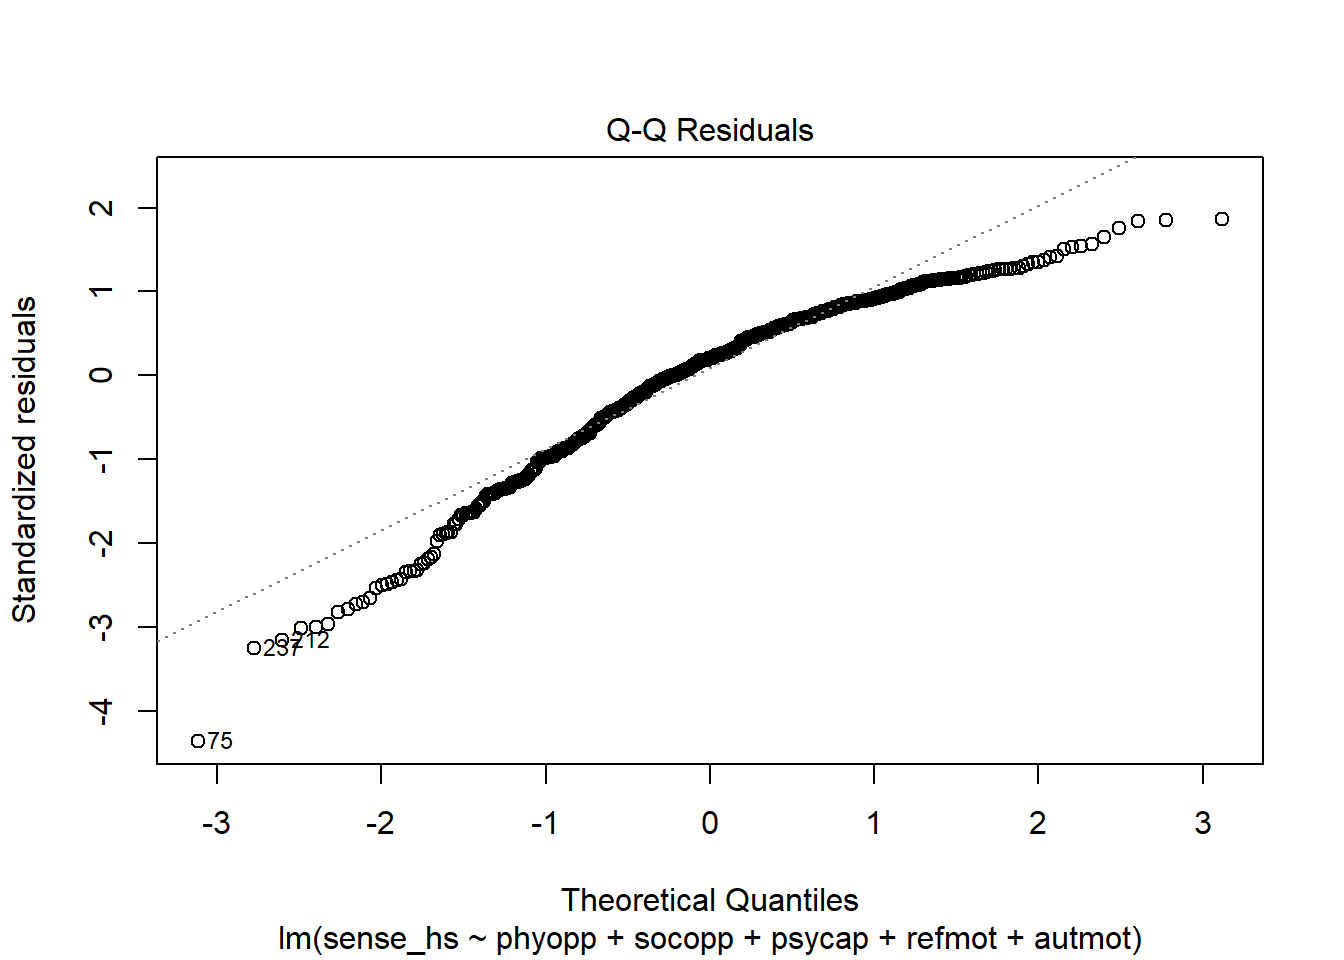 Q-Q Residuals
Standardized residuals
2
1
0
-1
-2
-3
-4
237
212
75
-3 -2 -1 0 1 2 3
Theoretical Quantiles
lm(sense_hs ~ phyopp + socopp + psycap + refmot + autmot)